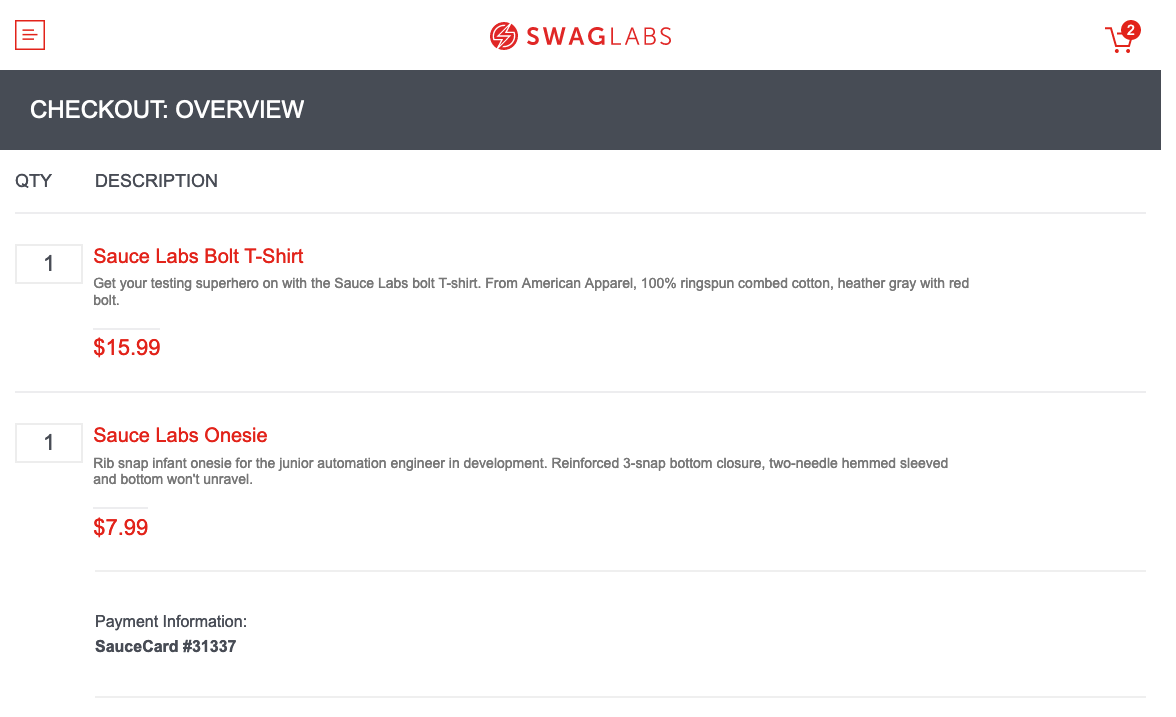 SWAGLABS
2
CHECKOUT: OVERVIEW
QTY DESCRIPTION
1
Sauce Labs Bolt T-Shirt
Get your testing superhero on with the Sauce Labs bolt T-shirt. From American Apparel, 100% ringspun combed cotton, heather gray with red
bolt.
$15.99
1
Sauce Labs Onesie
Rib snap infant onesie for the junior automation engineer in development. Reinforced 3-snap bottom closure, two-needle hemmed sleeved
and bottom won't unravel.
$7.99
Payment Information:
SauceCard #31337